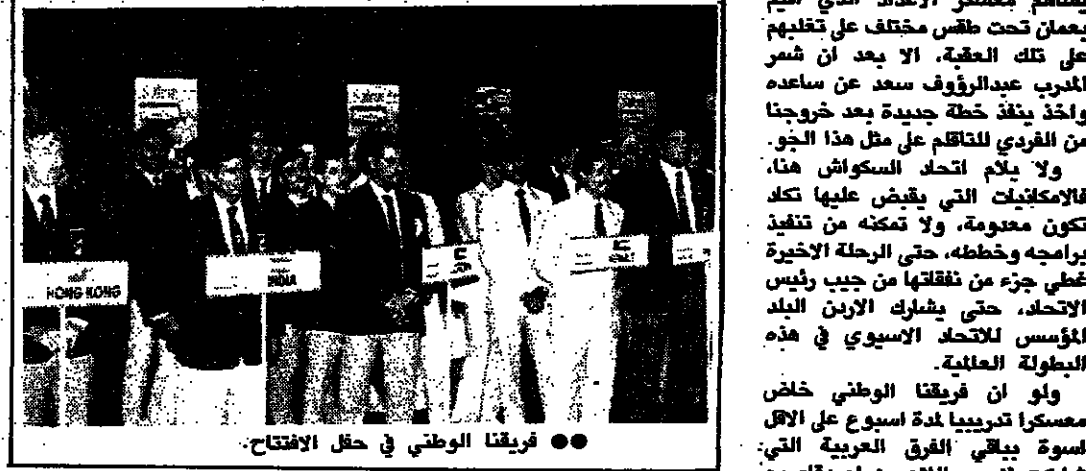 يعمان تحت طقس مختلف على تغلبهم
على تلك العقبة، الا بعد ان شمر
المدرب عبدالرؤوف سعد عن ساعده
واخذ ينفذ خطة جديدة بعد خروجنا
من الفردي للتاقلم على مثل هذا الجو.
ولا يلام اتحاد السكواش هنا،
فالامكانيات التي يقبض عليها تكاد
تكون معدومة، ولا تمكنه من تنفيذ
برامجه وخططه، حتى الرحلة الاخيرة
غطي جزء من نفقاتها من جيب رئيس
الاتحاد، حتى يشارك الاردن البلد
المؤسس للاتحاد الاسيوي في هذه
البطولة العالمية.
ولو ان فريقنا الوطني خاض
معسكرا تدريبيا لمدة اسبوع على الاقل
اسوة بباقي الفرق العربية التي
HONG KONG
INDIA
●● فريقنا الوطني في حفل الافتتاح.